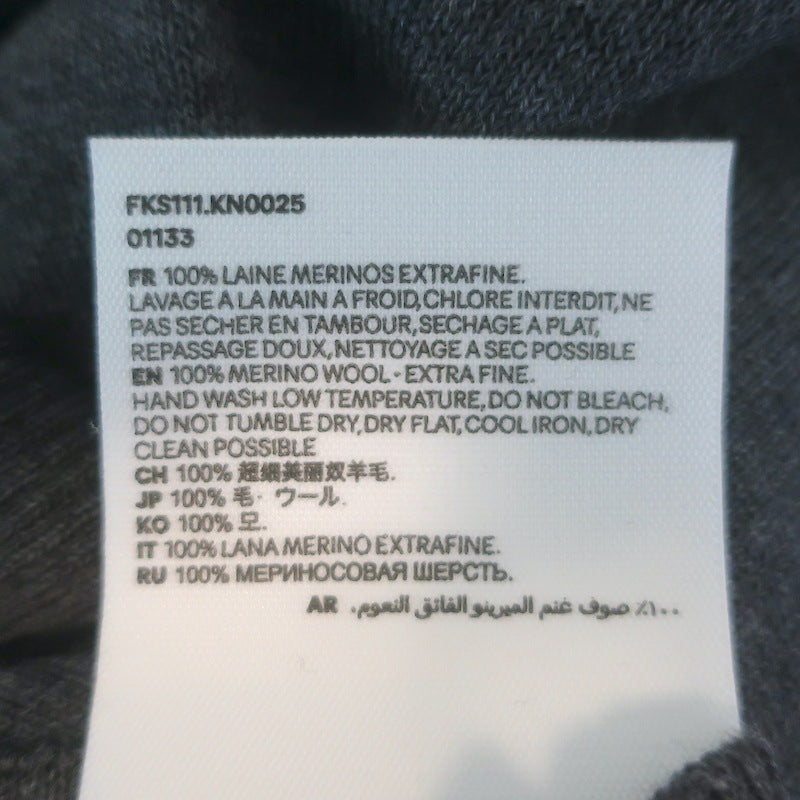 FKS111.KN0025
01133
FR 100% LAINE MERINOS EXTRAFINE.
LAVAGE A LA MAIN A FROID,CHLORE INTERDIT,NE
PAS SECHER EN TAMBOUR,SECHAGE A PLAT,
REPASSAGE DOUX,NETTOYAGE A SEC POSSIBLE
EN 100% MERINO WOOL - EXTRA FINE.
HAND WASH LOW TEMPERATURE,DO NOT BLEACH,
DO NOT TUMBLE DRY,DRY FLAT,COOL IRON,DRY
CLEAN POSSIBLE
CH 100% 超细美丽奴羊毛.
JP 100% 毛· ウール.
KO 100% 모.
IT 100% LANA MERINO EXTRAFINE.
RU 100% МЕРИНОСОВАЯ ШЕРСТЬ.
AR ١٠٠٪ صوف غنم الميرينو الفائق النعوم.